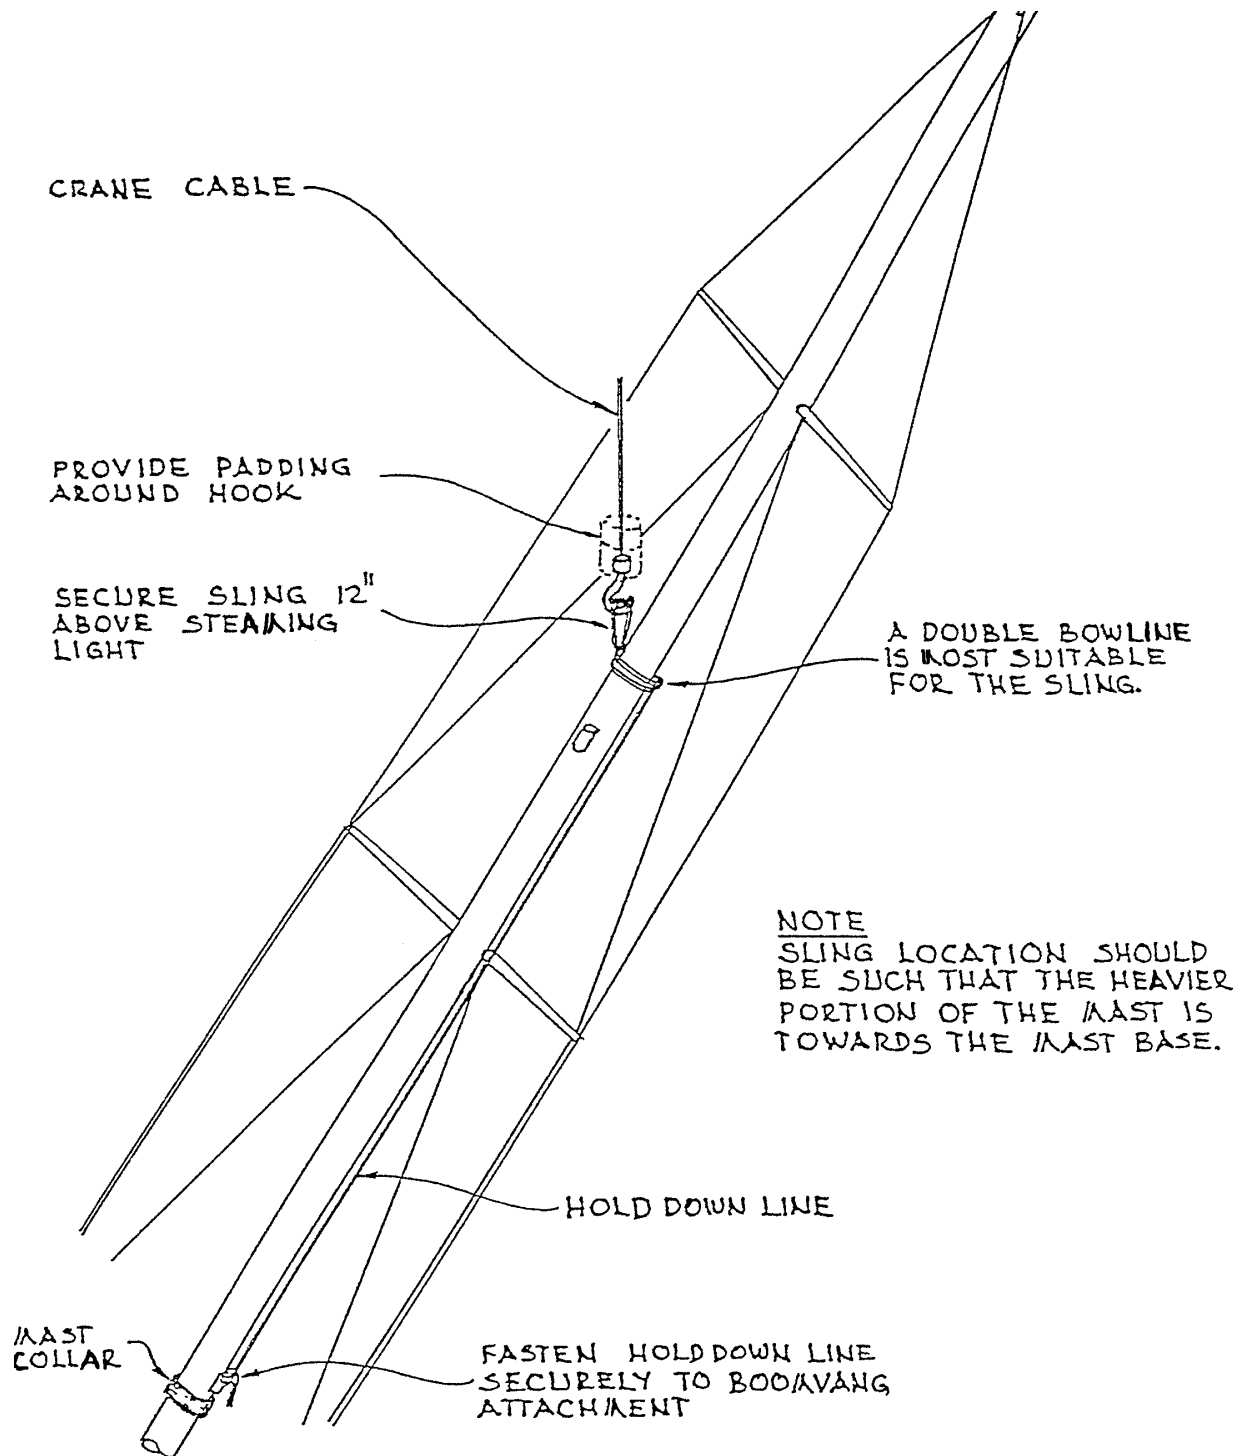 CRANE CABLE
PROVIDE PADDING
AROUND HOOK
SECURE SLING 12"
ABOVE STEAMING
LIGHT
A DOUBLE BOWLINE
IS MOST SUITABLE
FOR THE SLING.
NOTE
SLING LOCATION SHOULD
BE SUCH THAT THE HEAVIER
PORTION OF THE MAST IS
TOWARDS THE MAST BASE.
HOLD DOWN LINE
MAST
COLLAR
FASTEN HOLD DOWN LINE
SECURELY TO BOOMVANG
ATTACHMENT